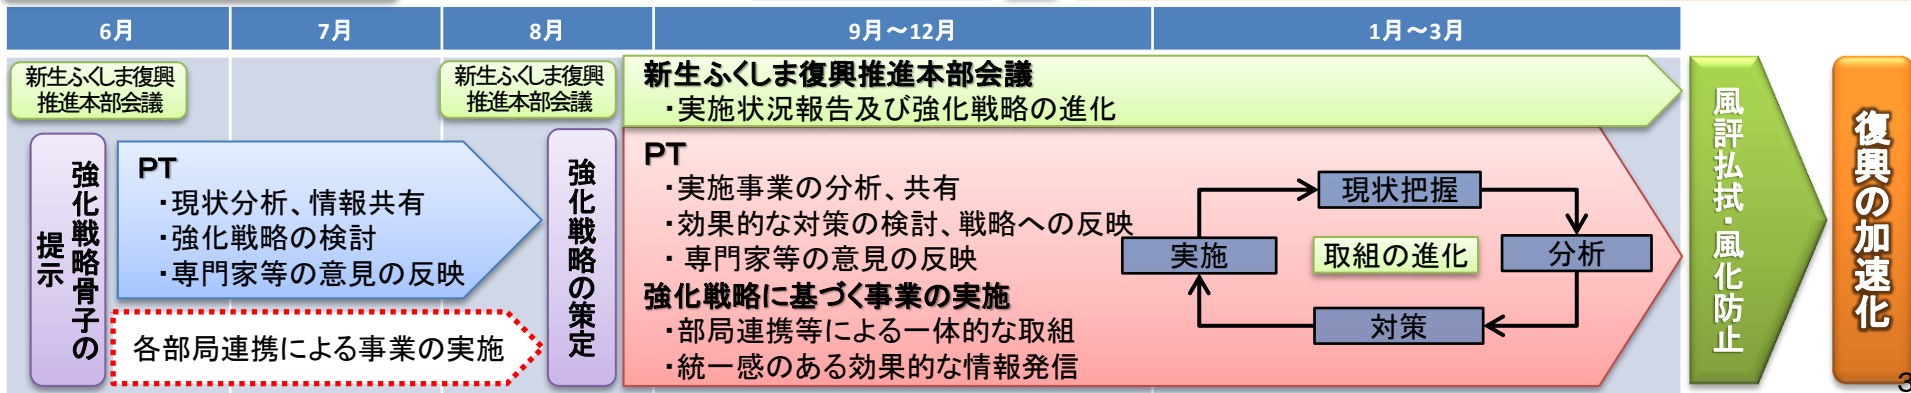 6月
7月
8月
9月～12月
1月～3月
新生ふくしま復興
推進本部会議
新生ふくしま復興
推進本部会議
新生ふくしま復興推進本部会議
・実施状況報告及び強化戦略の進化
強化戦略骨子の
提示
PT
・現状分析、情報共有
・強化戦略の検討
・専門家等の意見の反映
各部局連携による事業の実施
強化戦略の策定
PT
・実施事業の分析、共有
・効果的な対策の検討、戦略への反映
・専門家等の意見の反映
強化戦略に基づく事業の実施
・部局連携等による一体的な取組
・統一感のある効果的な情報発信
現状把握
実施
取組の進化
分析
対策
風評払拭・風化防止
復興の加速化
3